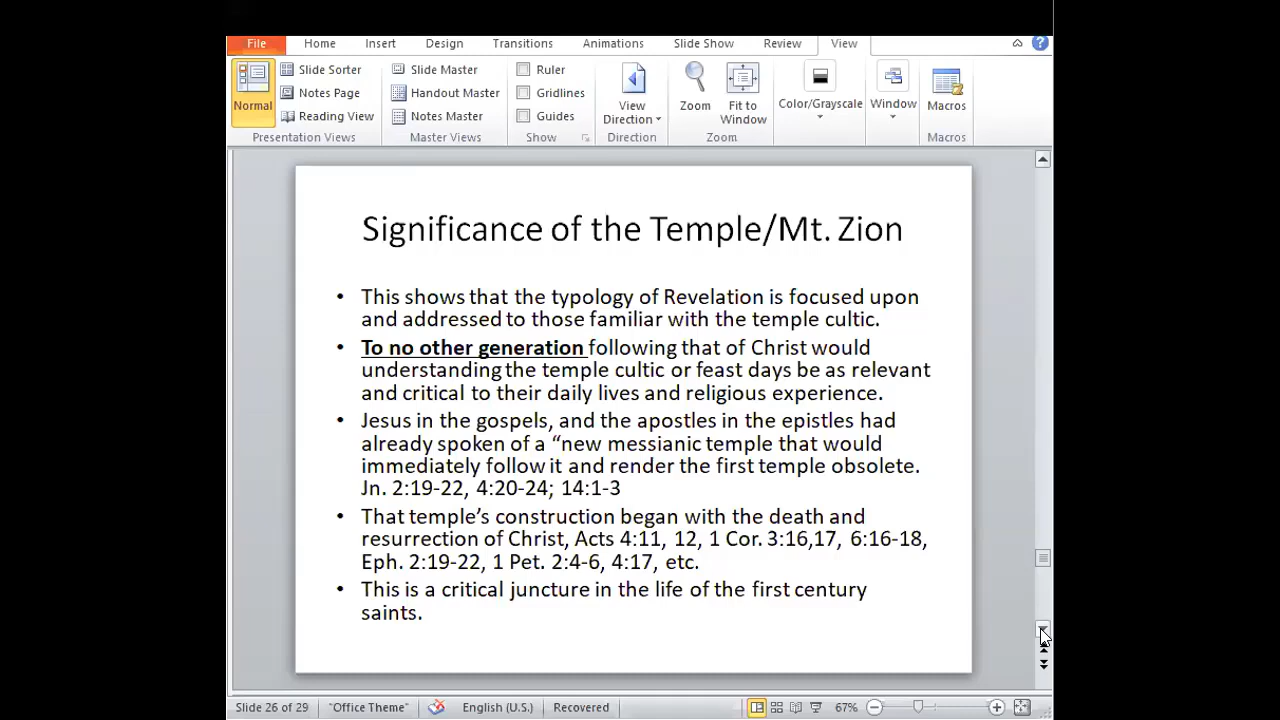 File Home Insert Design Transitions Animations Slide Show Review View
Slide Sorter Slide Master Ruler
Notes Page Handout Master Gridlines
Normal Reading View Notes Master Guides View Direction Zoom Fit to Window Color/Grayscale Window Macros
Presentation Views Master Views Show Direction Zoom Macros
Significance of the Temple/Mt. Zion
• This shows that the typology of Revelation is focused upon
and addressed to those familiar with the temple cultic.
• To no other generation following that of Christ would
understanding the temple cultic or feast days be as relevant
and critical to their daily lives and religious experience.
• Jesus in the gospels, and the apostles in the epistles had
already spoken of a “new messianic temple that would
immediately follow it and render the first temple obsolete.
Jn. 2:19-22, 4:20-24; 14:1-3
• That temple’s construction began with the death and
resurrection of Christ, Acts 4:11, 12, 1 Cor. 3:16,17, 6:16-18,
Eph. 2:19-22, 1 Pet. 2:4-6, 4:17, etc.
• This is a critical juncture in the life of the first century
saints.
Slide 26 of 29 "Office Theme" English (U.S.) Recovered 67%